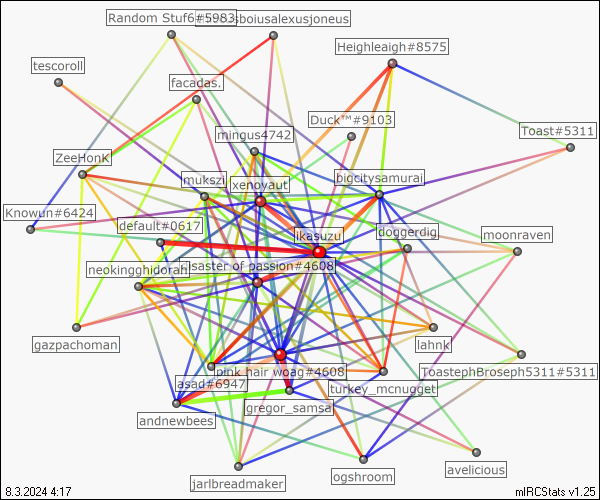 Random Stuf6#5983
sboiusalexusjoneus
Heighleaigh#8575
tescoroll
facadas.
Duck™#9103
mingus4742
Toast#5311
ZeeHonK
mukszi
xenovaut
bigcitysamurai
Knowun#6424
default#0617
ikasuzu
doggerdig
moonraven
neokingghidorah
saster of passion#4608
gazpachoman
lahnk
pink hair woag#4608
ToastephBroseph5311#5311
asad#6947
turkey_mcnugget
gregor_samsa
andnewbees
jarlbreadmaker
ogshroom
avelicious
8.3.2024 4:17
mIRCStats v1.25